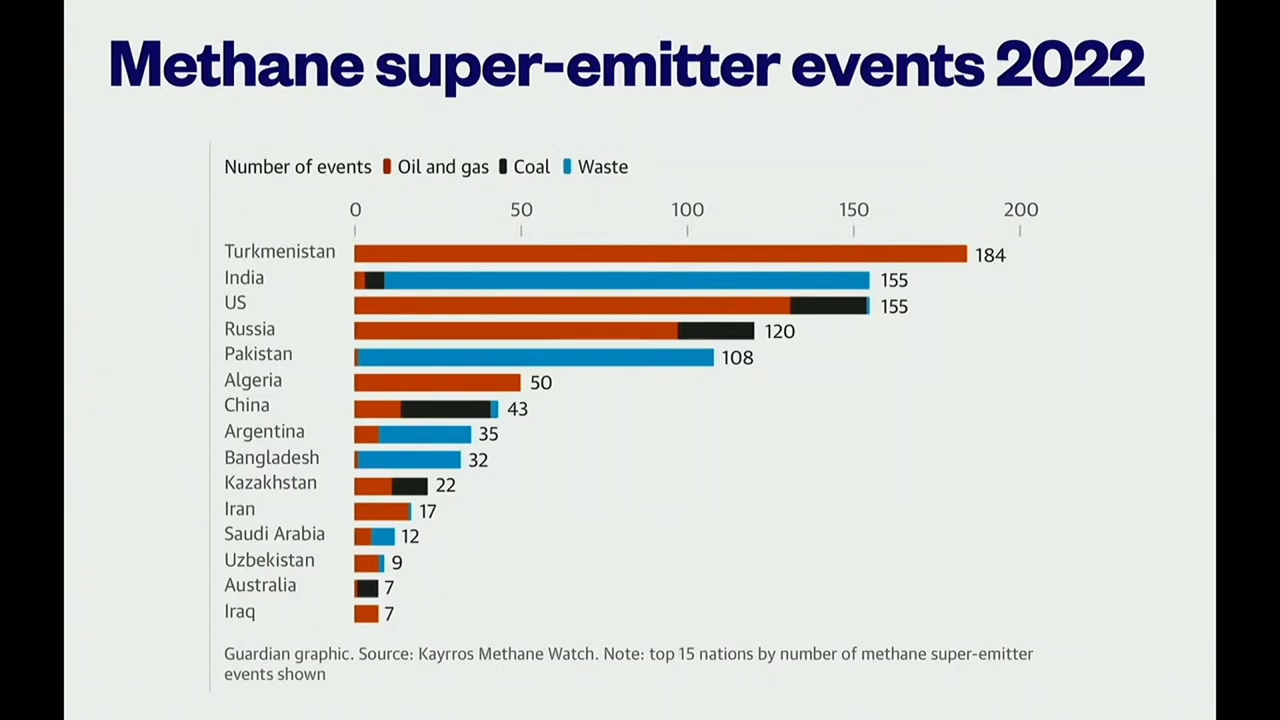 Methane super-emitter events 2022
Number of events Oil and gas Coal Waste
0 50 100 150 200
Turkmenistan 184
India 155
US 155
Russia 120
Pakistan 108
Algeria 50
China 43
Argentina 35
Bangladesh 32
Kazakhstan 22
Iran 17
Saudi Arabia 12
Uzbekistan 9
Australia 7
Iraq 7
Guardian graphic. Source: Kayrros Methane Watch. Note: top 15 nations by number of methane super-emitter
events shown